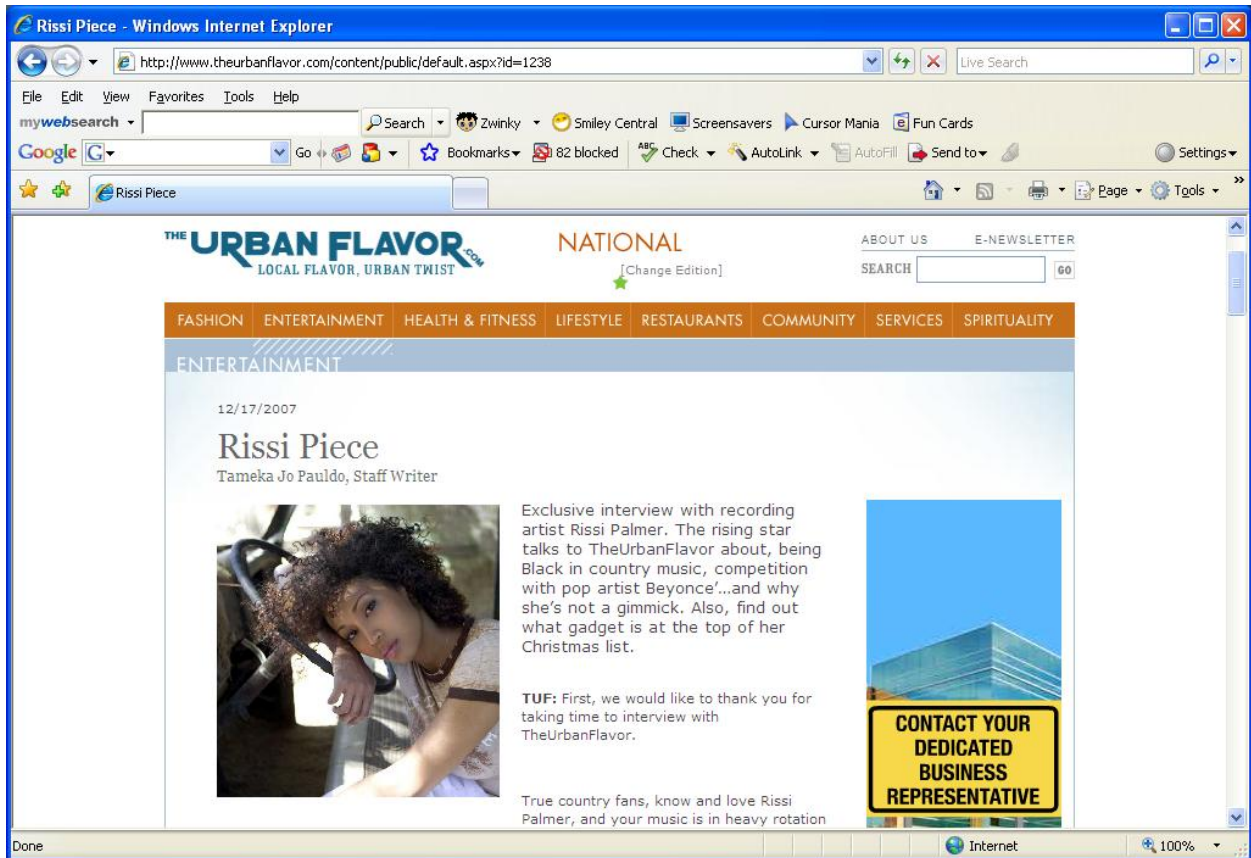 Rissi Piece - Windows Internet Explorer
http://www.theurbanflavor.com/content/public/default.aspx?id=1238
Live Search
File Edit View Favorites Tools Help
mywebsearch Search Zwinky Smiley Central Screensavers Cursor Mania Fun Cards
Google G Go Bookmarks 82 blocked ABC Check AutoLink AutoFill Send to Settings
Rissi Piece Page Tools »
THE URBAN FLAVOR.COM
LOCAL FLAVOR, URBAN TWIST
NATIONAL
[Change Edition]
ABOUT US E-NEWSLETTER
SEARCH GO
FASHION ENTERTAINMENT HEALTH & FITNESS LIFESTYLE RESTAURANTS COMMUNITY SERVICES SPIRITUALITY
ENTERTAINMENT
12/17/2007
Rissi Piece
Tameka Jo Pauldo, Staff Writer
Exclusive interview with recording
artist Rissi Palmer. The rising star
talks to TheUrbanFlavor about, being
Black in country music, competition
with pop artist Beyonce’...and why
she’s not a gimmick. Also, find out
what gadget is at the top of her
Christmas list.
TUF: First, we would like to thank you for
taking time to interview with
TheUrbanFlavor.
True country fans, know and love Rissi
Palmer, and your music is in heavy rotation
CONTACT YOUR
DEDICATED
BUSINESS
REPRESENTATIVE
Done Internet 100%